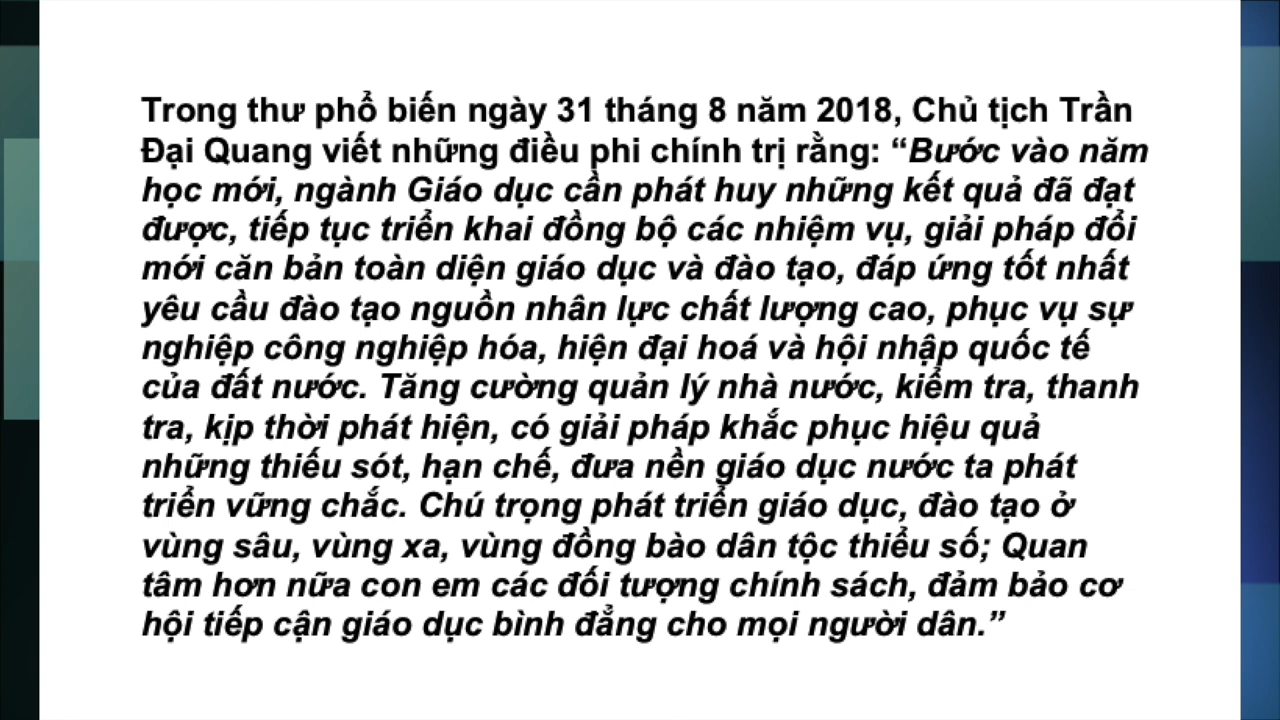 Trong thư phổ biến ngày 31 tháng 8 năm 2018, Chủ tịch Trần
Đại Quang viết những điều phi chính trị rằng: “Bước vào năm
học mới, ngành Giáo dục cần phát huy những kết quả đã đạt
được, tiếp tục triển khai đồng bộ các nhiệm vụ, giải pháp đổi
mới căn bản toàn diện giáo dục và đào tạo, đáp ứng tốt nhất
yêu cầu đào tạo nguồn nhân lực chất lượng cao, phục vụ sự
nghiệp công nghiệp hóa, hiện đại hoá và hội nhập quốc tế
của đất nước. Tăng cường quản lý nhà nước, kiểm tra, thanh
tra, kịp thời phát hiện, có giải pháp khắc phục hiệu quả
những thiếu sót, hạn chế, đưa nền giáo dục nước ta phát
triển vững chắc. Chú trọng phát triển giáo dục, đào tạo ở
vùng sâu, vùng xa, vùng đồng bào dân tộc thiểu số; Quan
tâm hơn nữa con em các đối tượng chính sách, đảm bảo cơ
hội tiếp cận giáo dục bình đẳng cho mọi người dân.”